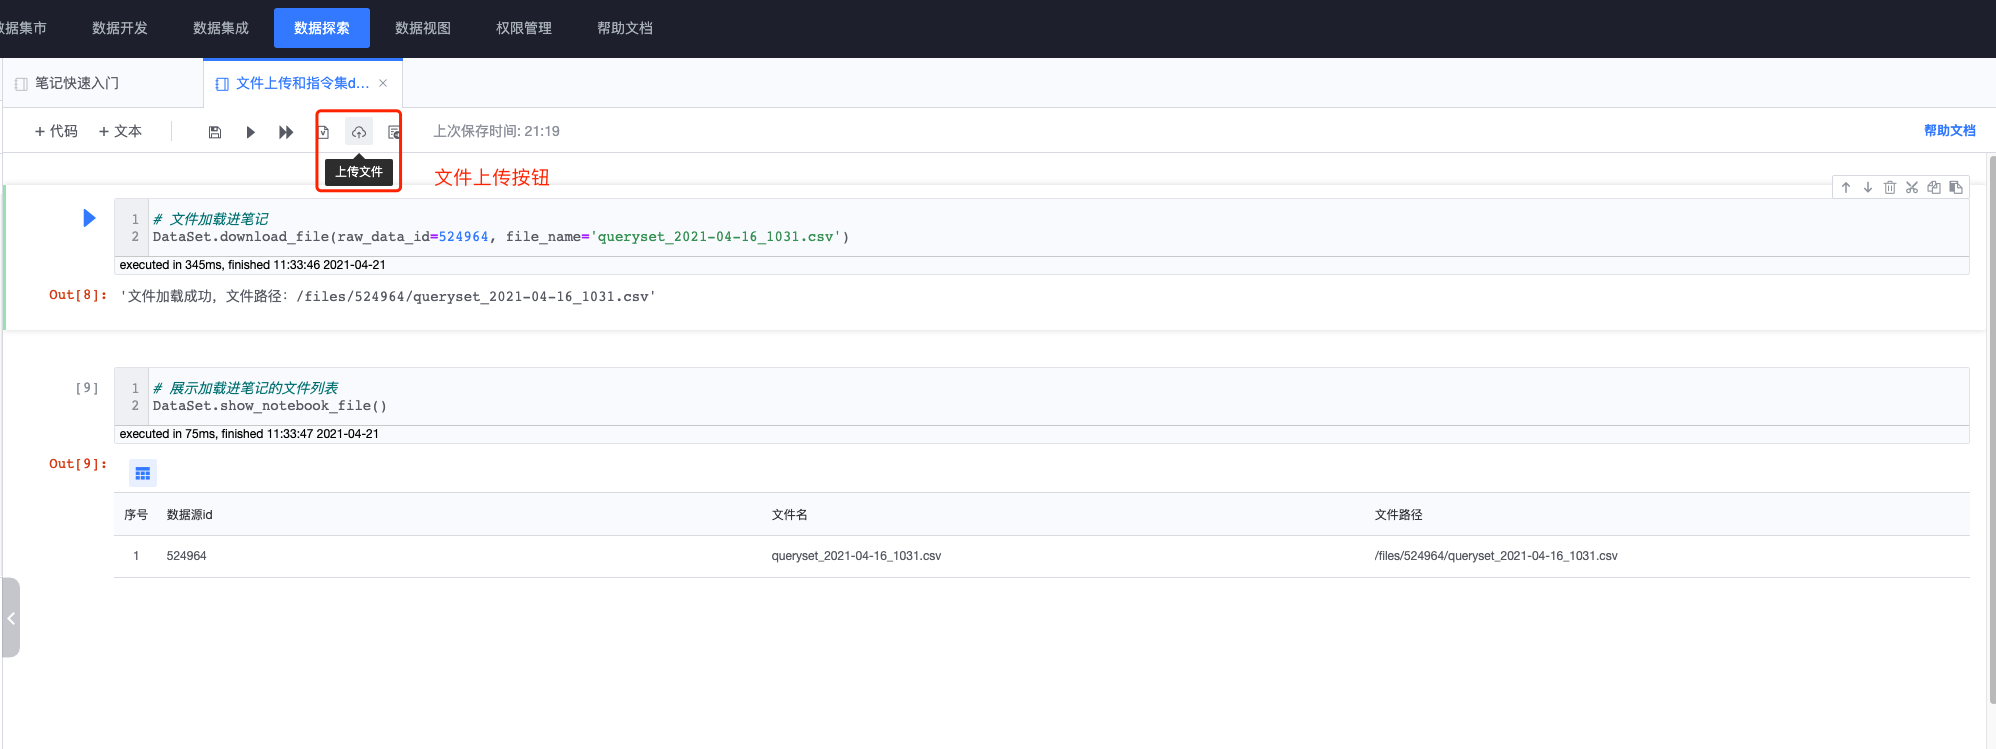 数据集市 数据开发 数据集成 数据探索 数据视图 权限管理 帮助文档
笔记快速入门 文件上传和指令集d... ×
+ 代码 + 文本 上次保存时间: 21:19 帮助文档
上传文件
文件上传按钮
1 # 文件加载进笔记
2 DataSet.download_file(raw_data_id=524964, file_name='queryset_2021-04-16_1031.csv')
executed in 345ms, finished 11:33:46 2021-04-21
Out[8]: '文件加载成功，文件路径：/files/524964/queryset_2021-04-16_1031.csv'
[9] 1 # 展示加载进笔记的文件列表
2 DataSet.show_notebook_file()
executed in 75ms, finished 11:33:47 2021-04-21
Out[9]:
序号 数据源id 文件名 文件路径
1 524964 queryset_2021-04-16_1031.csv /files/524964/queryset_2021-04-16_1031.csv